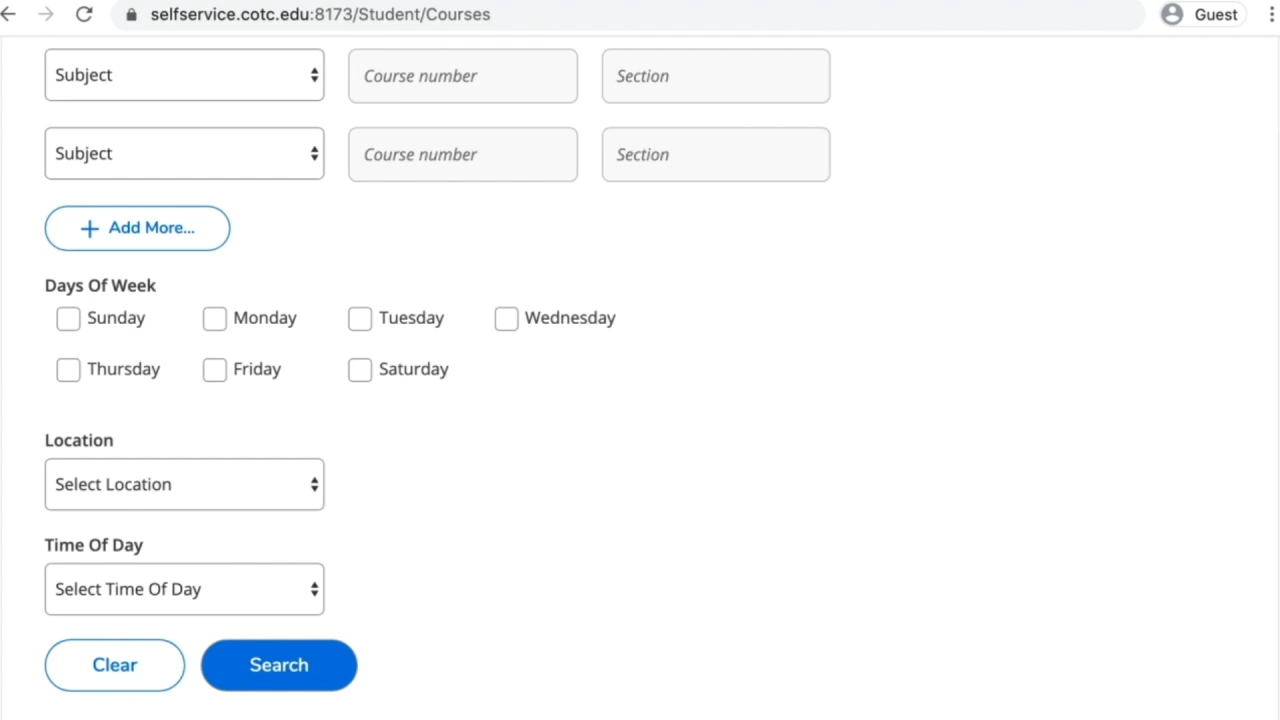 selfservice.cotc.edu:8173/Student/Courses Guest
Subject Course number Section
Subject Course number Section
+ Add More...
Days Of Week
Sunday Monday Tuesday Wednesday
Thursday Friday Saturday
Location
Select Location
Time Of Day
Select Time Of Day
Clear Search